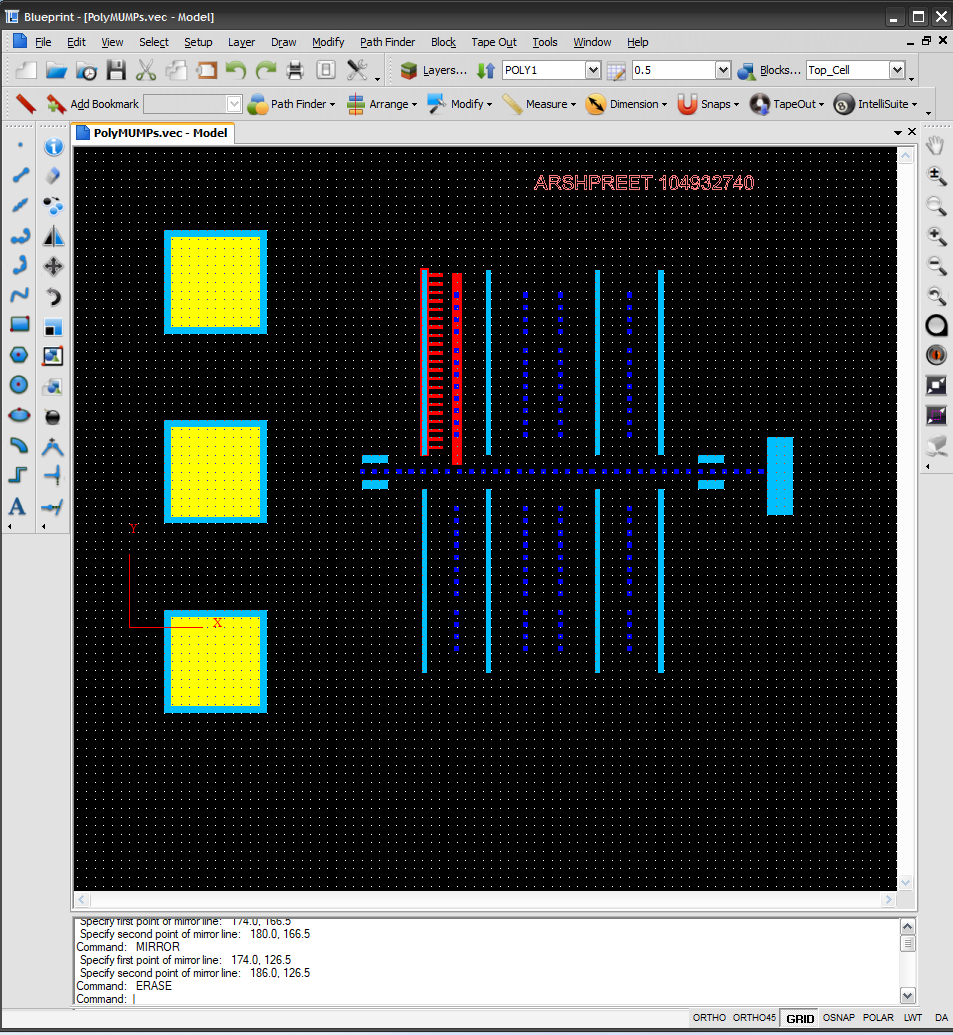 Blueprint - [PolyMUMPs.vec - Model]
File Edit View Select Setup Layer Draw Modify Path Finder Block Tape Out Tools Window Help
Layers... POLY1 0.5 Blocks... Top_Cell
Add Bookmark Path Finder Arrange Modify Measure Dimension Snaps TapeOut IntelliSuite
PolyMUMPs.vec - Model
ARSHPREET 104932740
Y
X
A
Specify first point of mirror line: 174.0, 166.5
Specify second point of mirror line: 180.0, 166.5
Command: MIRROR
Specify first point of mirror line: 174.0, 126.5
Specify second point of mirror line: 186.0, 126.5
Command: ERASE
Command:
ORTHO ORTHO45 GRID OSNAP POLAR LWT DA